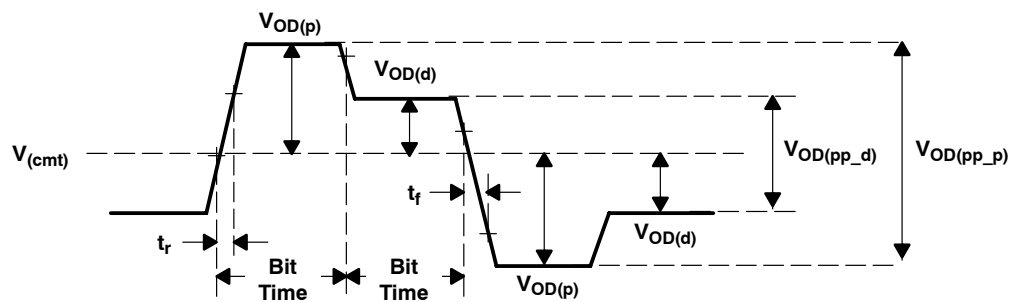 VOD(p)
VOD(d)
V(cmt)
VOD(pp_d)
VOD(pp_p)
tf
tr
VOD(d)
Bit
Time
Bit
Time
VOD(p)